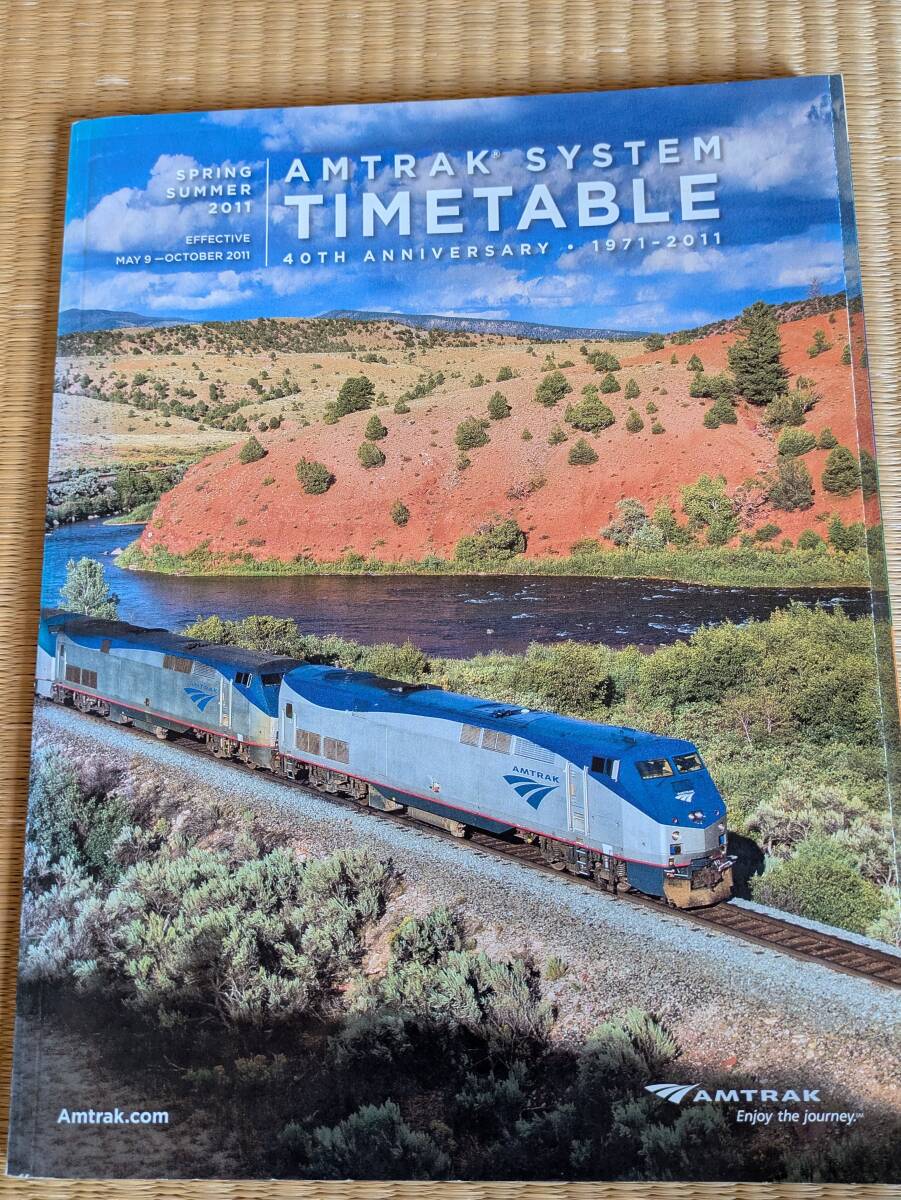 SPRING
SUMMER
2011
EFFECTIVE
MAY 9 — OCTOBER 2011
AMTRAK® SYSTEM
TIMETABLE
40TH ANNIVERSARY • 1971-2011
AMTRAK
Amtrak.com
AMTRAK
Enjoy the journey.℠